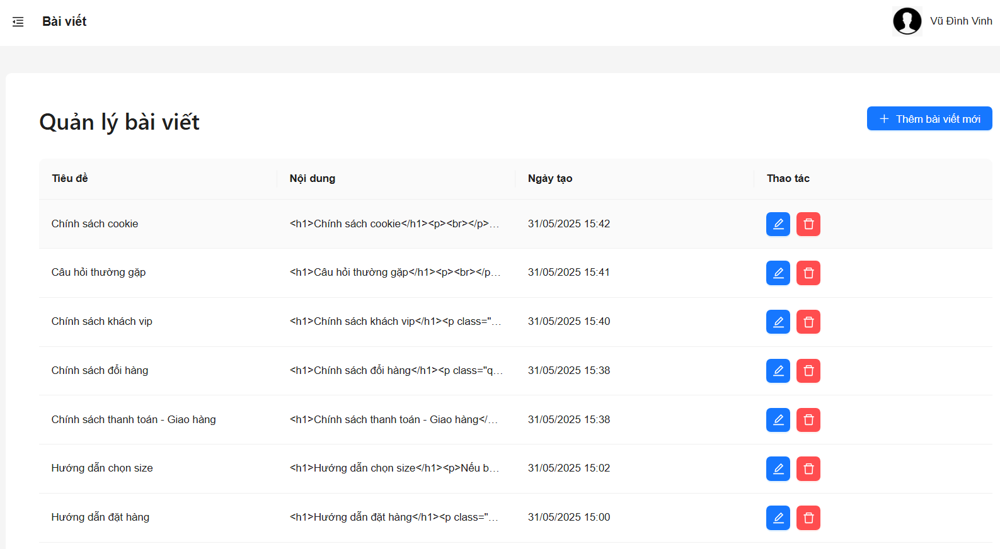 Bài viết
Vũ Đình Vinh
Quản lý bài viết
Thêm bài viết mới
Tiêu đề Nội dung Ngày tạo Thao tác
Chính sách cookie <h1>Chính sách cookie</h1><p><br></p>... 31/05/2025 15:42
Câu hỏi thường gặp <h1>Câu hỏi thường gặp</h1><p><br></p... 31/05/2025 15:41
Chính sách khách vip <h1>Chính sách khách vip</h1><p class="... 31/05/2025 15:40
Chính sách đổi hàng <h1>Chính sách đổi hàng</h1><p class="q... 31/05/2025 15:38
Chính sách thanh toán - Giao hàng <h1>Chính sách thanh toán - Giao hàng</... 31/05/2025 15:38
Hướng dẫn chọn size <h1>Hướng dẫn chọn size</h1><p>Nếu b... 31/05/2025 15:02
Hướng dẫn đặt hàng <h1>Hướng dẫn đặt hàng</h1><p class="... 31/05/2025 15:00